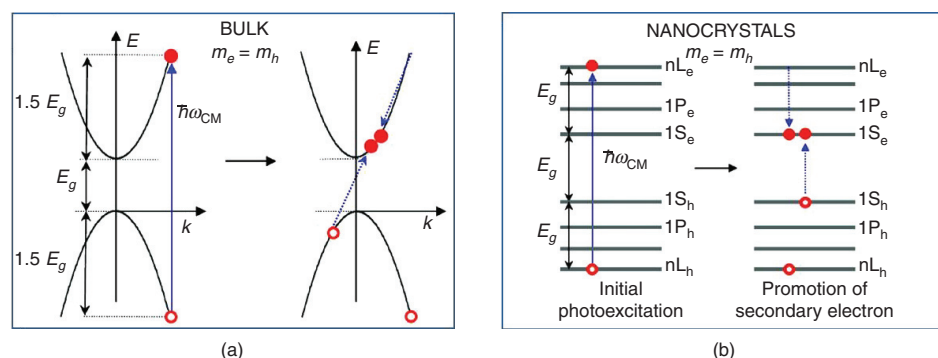 BULK
m_e = m_h
E
1.5 E_g
ħω_CM
E_g
k
1.5 E_g
E
k
(a)
NANOCRYSTALS
m_e = m_h
nL_e
E_g
1P_e
1S_e
E_g
ħω_CM
1S_h
E_g
1P_h
nL_h
Initial
photoexcitation
nL_e
1P_e
1S_e
1S_h
1P_h
nL_h
Promotion of
secondary electron
(b)